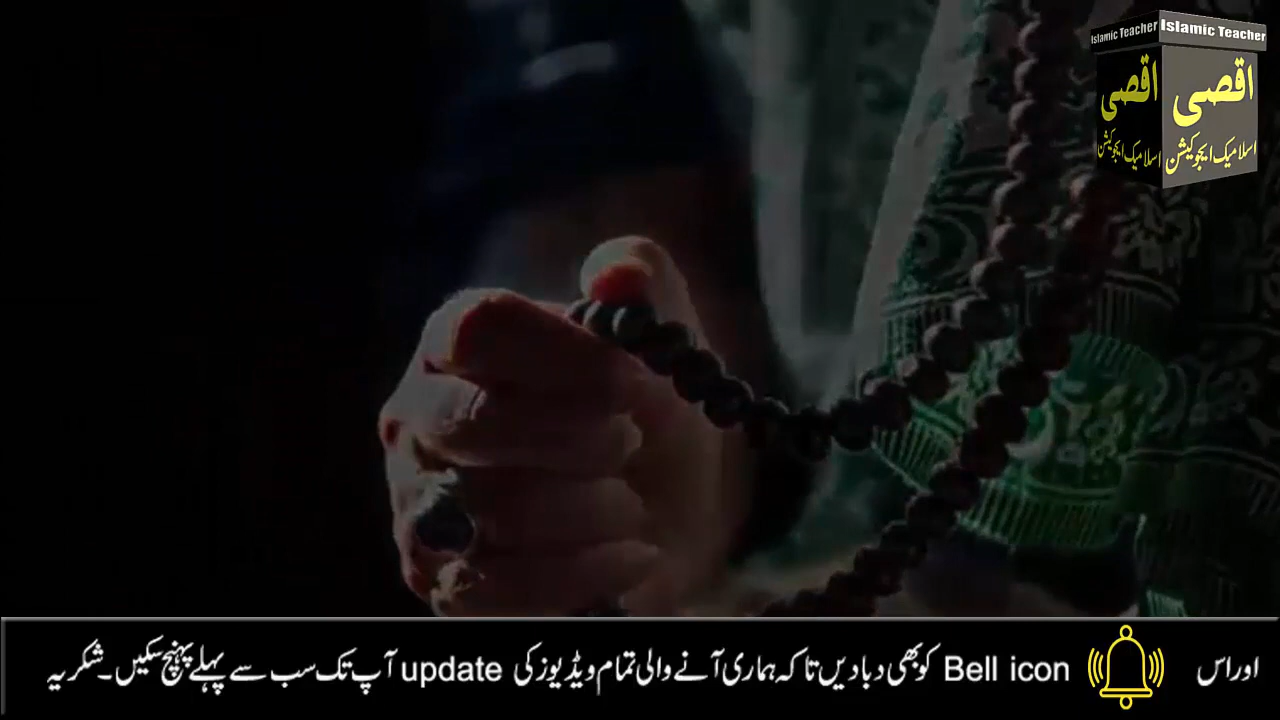 Islamic Teacher Islamic Teacher
اقصی اقصی
اسلامیک ایجوکیشن اسلامیک ایجوکیشن
اور اس Bell icon کو بھی دبا دیں تا کہ ہماری آنے والی تمام ویڈیوز کی update آپ تک سب سے پہلے پہنچ سکیں۔ شکریہ